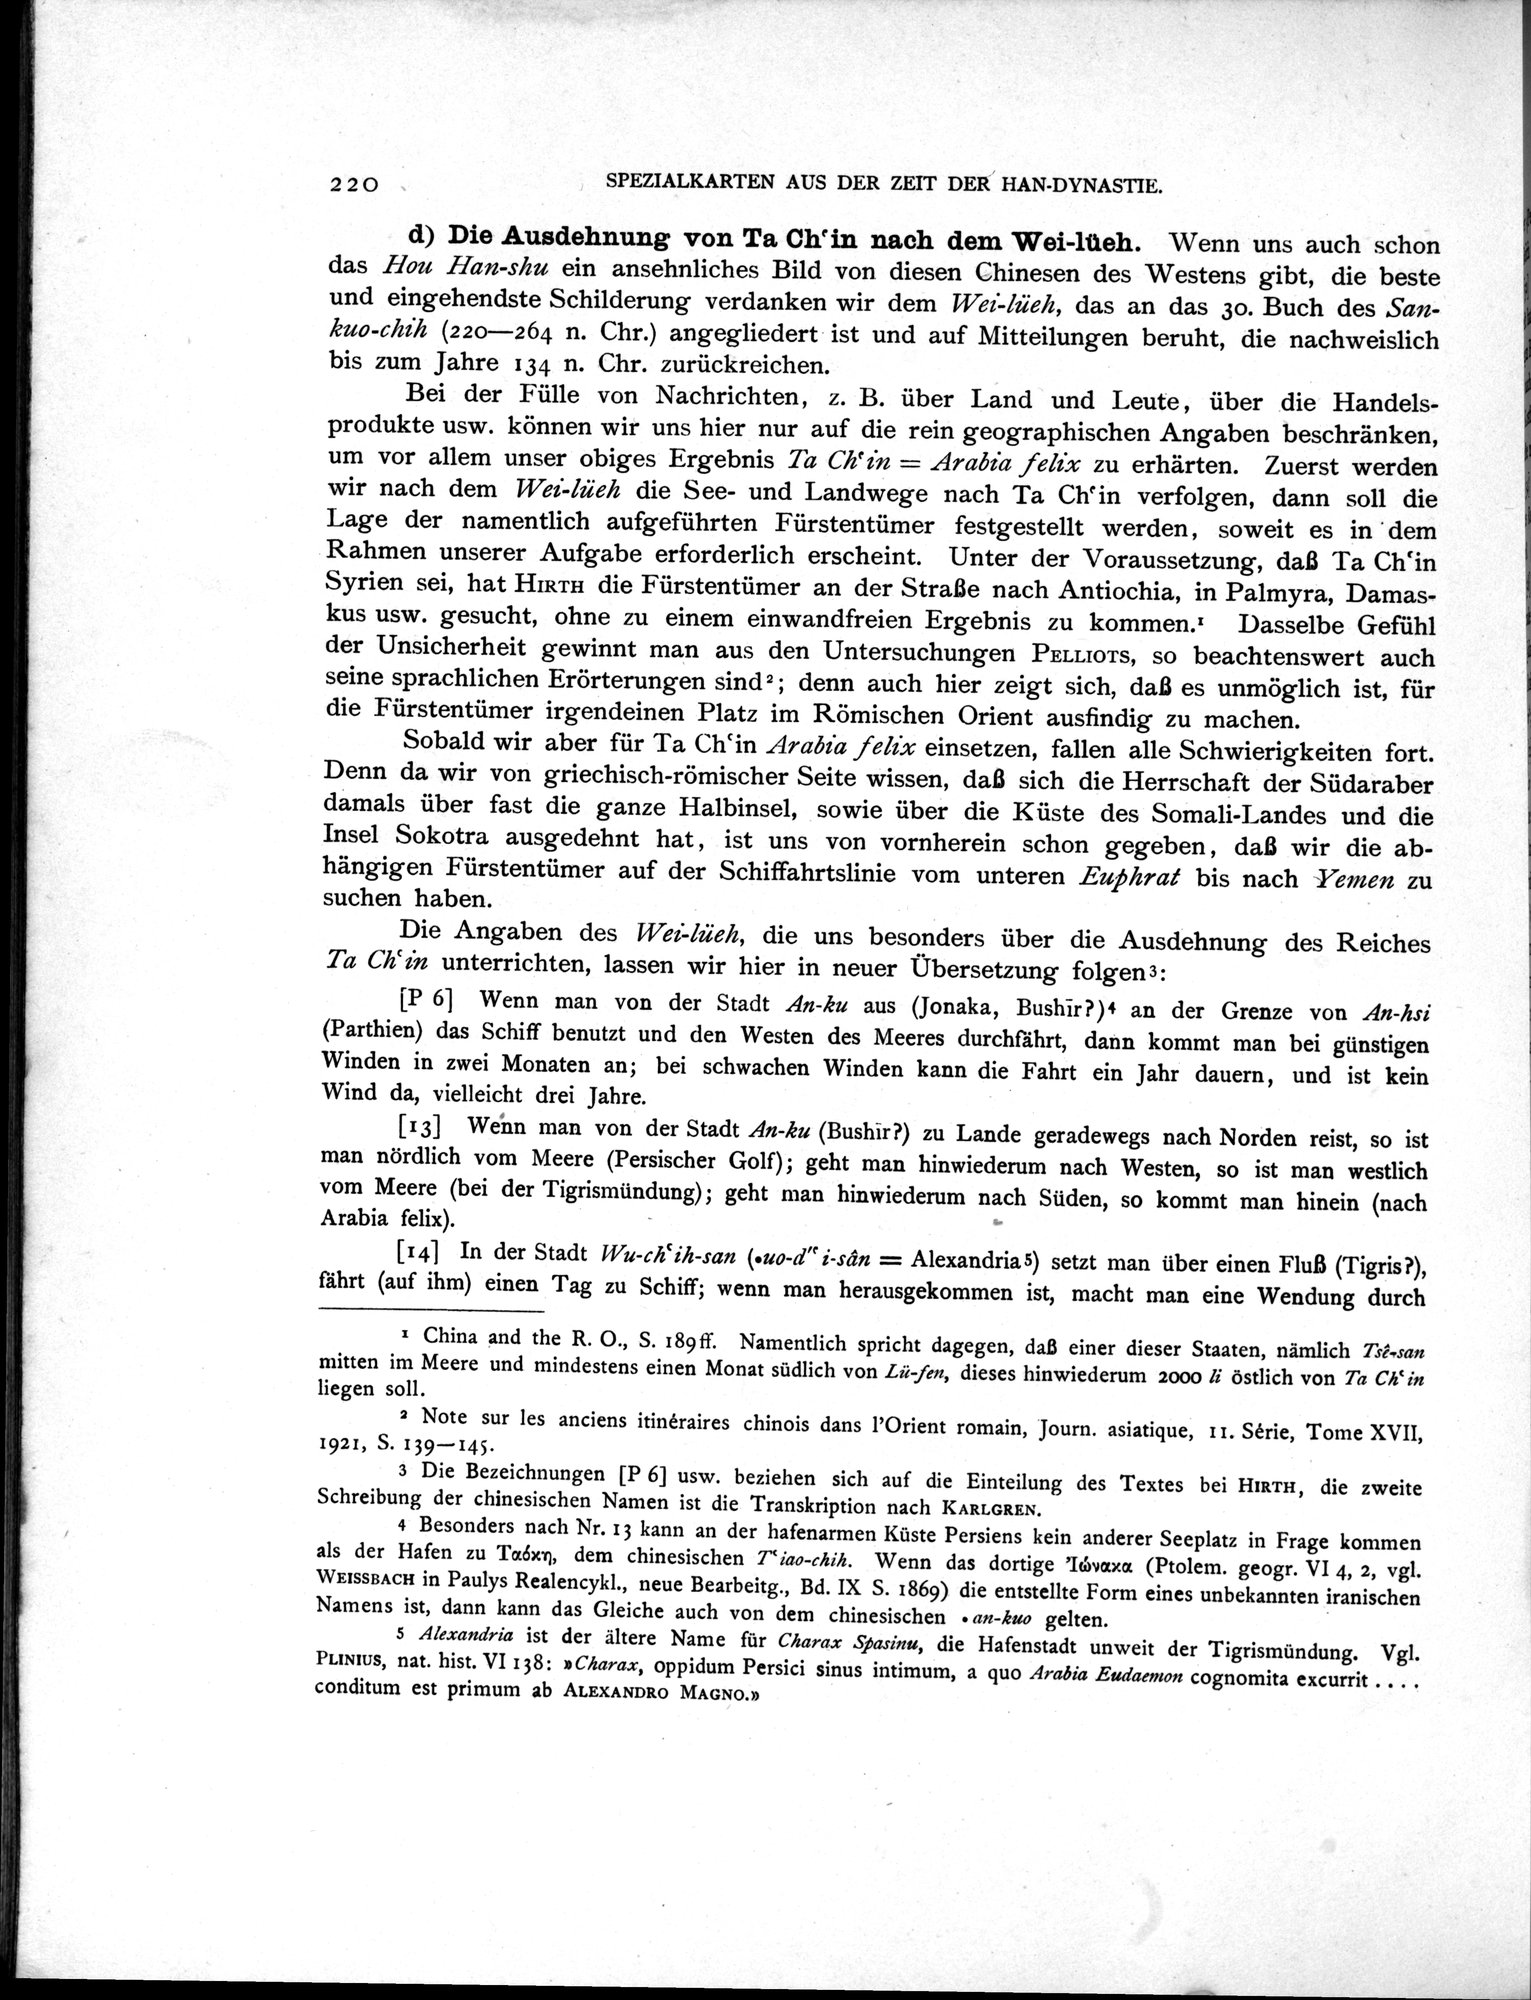 220 SPEZIALKARTEN AUS DER ZEIT DER HAN-DYNASTIE.
d) Die Ausdehnung von Ta Chʻin nach dem Wei-lüeh. Wenn uns auch schon
das Hou Han-shu ein ansehnliches Bild von diesen Chinesen des Westens gibt, die beste
und eingehendste Schilderung verdanken wir dem Wei-lüeh, das an das 30. Buch des San-
kuo-chih (220—264 n. Chr.) angegliedert ist und auf Mitteilungen beruht, die nachweislich
bis zum Jahre 134 n. Chr. zurückreichen.
Bei der Fülle von Nachrichten, z. B. über Land und Leute, über die Handels-
produkte usw. können wir uns hier nur auf die rein geographischen Angaben beschränken,
um vor allem unser obiges Ergebnis Ta Chʻin = Arabia felix zu erhärten. Zuerst werden
wir nach dem Wei-lüeh die See- und Landwege nach Ta Chʻin verfolgen, dann soll die
Lage der namentlich aufgeführten Fürstentümer festgestellt werden, soweit es in dem
Rahmen unserer Aufgabe erforderlich erscheint. Unter der Voraussetzung, daß Ta Chʻin
Syrien sei, hat HIRTH die Fürstentümer an der Straße nach Antiochia, in Palmyra, Damas-
kus usw. gesucht, ohne zu einem einwandfreien Ergebnis zu kommen.¹ Dasselbe Gefühl
der Unsicherheit gewinnt man aus den Untersuchungen PELLIOTS, so beachtenswert auch
seine sprachlichen Erörterungen sind²; denn auch hier zeigt sich, daß es unmöglich ist, für
die Fürstentümer irgendeinen Platz im Römischen Orient ausfindig zu machen.
Sobald wir aber für Ta Chʻin Arabia felix einsetzen, fallen alle Schwierigkeiten fort.
Denn da wir von griechisch-römischer Seite wissen, daß sich die Herrschaft der Südaraber
damals über fast die ganze Halbinsel, sowie über die Küste des Somali-Landes und die
Insel Sokotra ausgedehnt hat, ist uns von vornherein schon gegeben, daß wir die ab-
hängigen Fürstentümer auf der Schiffahrtslinie vom unteren Euphrat bis nach Yemen zu
suchen haben.
Die Angaben des Wei-lüeh, die uns besonders über die Ausdehnung des Reiches
Ta Chʻin unterrichten, lassen wir hier in neuer Übersetzung folgen³:
[P 6] Wenn man von der Stadt An-ku aus (Jonaka, Bushīr?)⁴ an der Grenze von An-hsi
(Parthien) das Schiff benutzt und den Westen des Meeres durchfährt, dann kommt man bei günstigen
Winden in zwei Monaten an; bei schwachen Winden kann die Fahrt ein Jahr dauern, und ist kein
Wind da, vielleicht drei Jahre.
[13] Wenn man von der Stadt An-ku (Bushīr?) zu Lande geradewegs nach Norden reist, so ist
man nördlich vom Meere (Persischer Golf); geht man hinwiederum nach Westen, so ist man westlich
vom Meere (bei der Tigrismündung); geht man hinwiederum nach Süden, so kommt man hinein (nach
Arabia felix).
[14] In der Stadt Wu-chʻih-san (•uo-d″ʻi-sân = Alexandria⁵) setzt man über einen Fluß (Tigris?),
fährt (auf ihm) einen Tag zu Schiff; wenn man herausgekommen ist, macht man eine Wendung durch
¹ China and the R. O., S. 189 ff. Namentlich spricht dagegen, daß einer dieser Staaten, nämlich Tsê-san
mitten im Meere und mindestens einen Monat südlich von Lü-fen, dieses hinwiederum 2000 li östlich von Ta Chʻin
liegen soll.
² Note sur les anciens itinéraires chinois dans l'Orient romain, Journ. asiatique, 11. Série, Tome XVII,
1921, S. 139—145.
³ Die Bezeichnungen [P 6] usw. beziehen sich auf die Einteilung des Textes bei HIRTH, die zweite
Schreibung der chinesischen Namen ist die Transkription nach KARLGREN.
⁴ Besonders nach Nr. 13 kann an der hafenarmen Küste Persiens kein anderer Seeplatz in Frage kommen
als der Hafen zu Ταόκη, dem chinesischen Tʻiao-chih. Wenn das dortige Ἰώνακα (Ptolem. geogr. VI 4, 2, vgl.
WEISSBACH in Paulys Realencykl., neue Bearbeitg., Bd. IX S. 1869) die entstellte Form eines unbekannten iranischen
Namens ist, dann kann das Gleiche auch von dem chinesischen •an-kuo gelten.
⁵ Alexandria ist der ältere Name für Charax Spasinu, die Hafenstadt unweit der Tigrismündung. Vgl.
PLINIUS, nat. hist. VI 138: »Charax, oppidum Persici sinus intimum, a quo Arabia Eudaemon cognomita excurrit ....
conditum est primum ab ALEXANDRO MAGNO.»